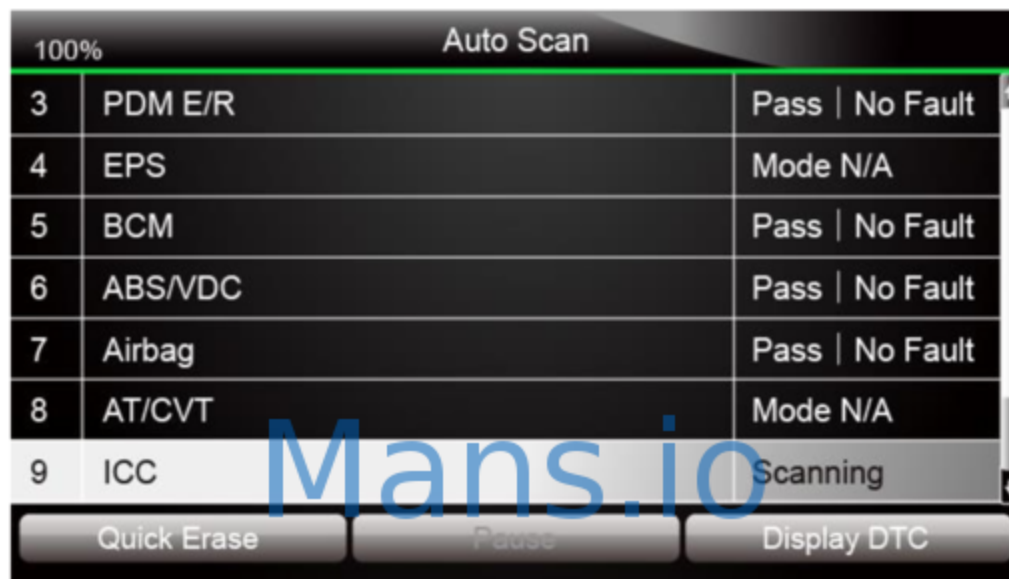 100% Auto Scan
3 PDM E/R Pass | No Fault
4 EPS Mode N/A
5 BCM Pass | No Fault
6 ABS/VDC Pass | No Fault
7 Airbag Pass | No Fault
8 AT/CVT Mode N/A
9 ICC Scanning
Mans.io
Quick Erase Pause Display DTC